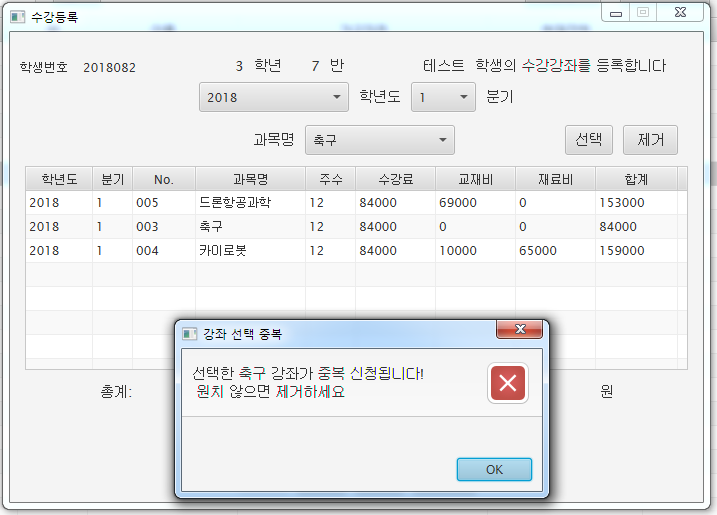 수강등록
학생번호 2018082 3 학년 7 반 테스트 학생의 수강강좌를 등록합니다
2018 학년도 1 분기
과목명 축구 선택 제거
학년도 분기 No. 과목명 주수 수강료 교재비 재료비 합계
2018 1 005 드론항공과학 12 84000 69000 0 153000
2018 1 003 축구 12 84000 0 0 84000
2018 1 004 카이로봇 12 84000 10000 65000 159000
강좌 선택 중복
선택한 축구 강좌가 중복 신청됩니다!
원치 않으면 제거하세요
총계: 원
OK